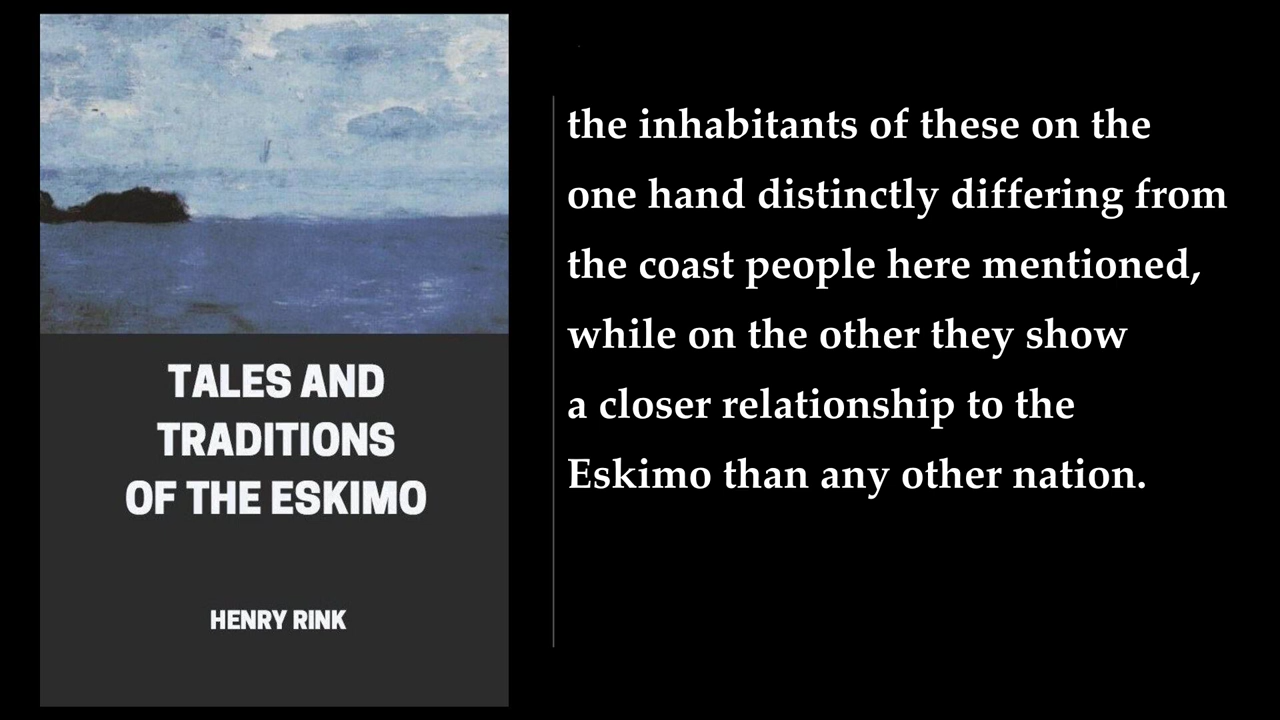 TALES AND
TRADITIONS
OF THE ESKIMO
HENRY RINK
the inhabitants of these on the
one hand distinctly differing from
the coast people here mentioned,
while on the other they show
a closer relationship to the
Eskimo than any other nation.